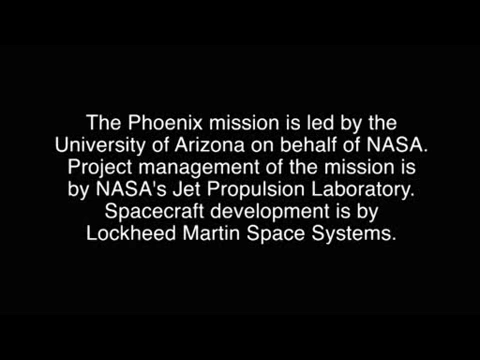 The Phoenix mission is led by the
University of Arizona on behalf of NASA.
Project management of the mission is
by NASA's Jet Propulsion Laboratory.
Spacecraft development is by
Lockheed Martin Space Systems.